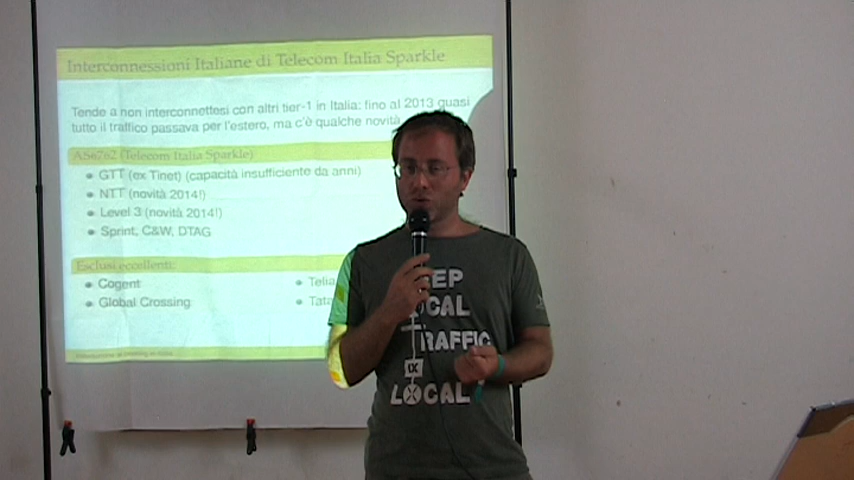 Interconnessioni Italiane di Telecom Italia Sparkle
Tende a non interconnettesi con altri tier-1 in Italia: fino al 2013 quasi
tutto il traffico passava per l'estero, ma c'è qualche novità
AS6762 (Telecom Italia Sparkle)
GTT (ex Tinet) (capacità insufficiente da anni)
NTT (novità 2014!)
Level 3 (novità 2014!)
Sprint, C&W, DTAG
Esclusi eccellenti:
Cogent
Global Crossing
Telia
Tata
EEP
OCAL
TRAFFIC
IX
LOCAL